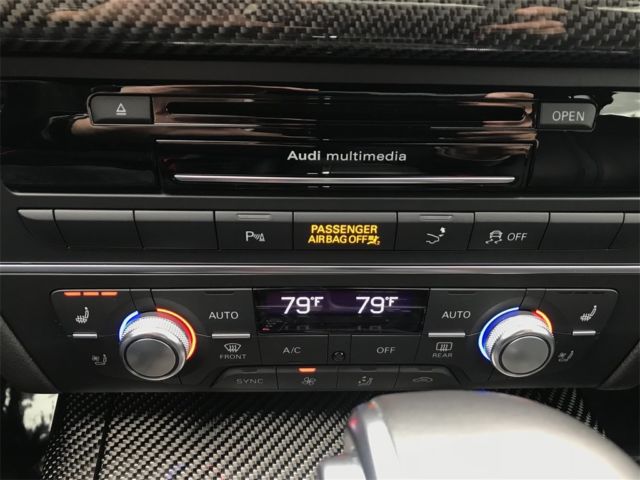 OPEN
Audi multimedia
P
PASSENGER
AIRBAG OFF
OFF
79°F 79°F
AUTO
AUTO
FRONT
A/C
OFF
REAR
SYNC